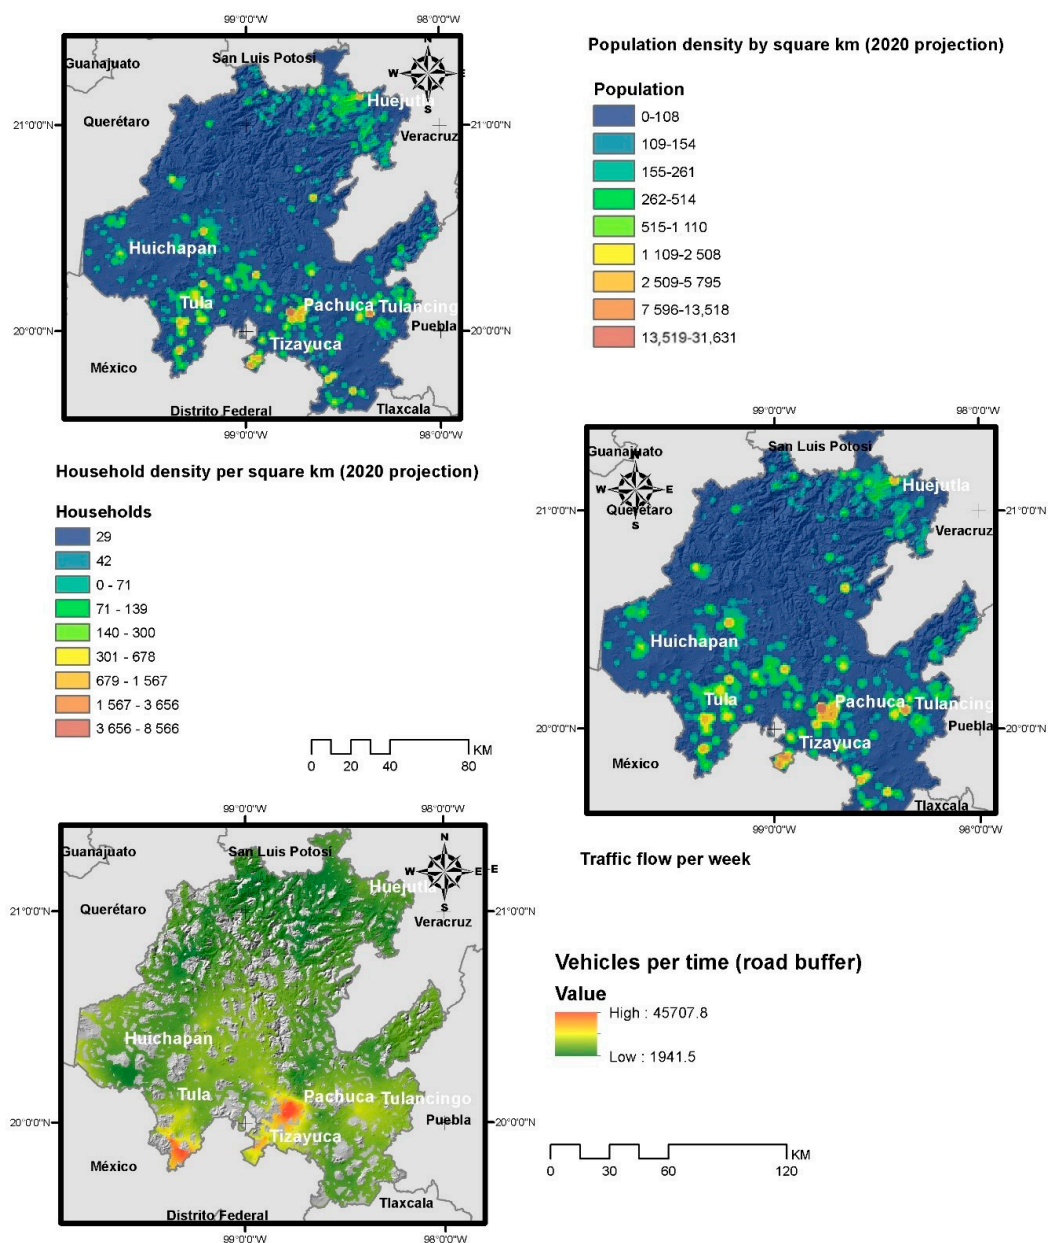 99°0'0"W 98°0'0"W
Guanajuato
San Luis Potosi
N
W E
S
Huejutla
21°0'0"N 21°0'0"N
Querétaro
Veracruz
Huichapan
Tula
Pachuca
Tulancingo
20°0'0"N 20°0'0"N
Puebla
Tizayuca
México
Distrito Federal
Tlaxcala
99°0'0"W 98°0'0"W
Population density by square km (2020 projection)
Population
0-108
109-154
155-261
262-514
515-1 110
1 109-2 508
2 509-5 795
7 596-13,518
13,519-31,631
Household density per square km (2020 projection)
Households
29
42
0 - 71
71 - 139
140 - 300
301 - 678
679 - 1 567
1 567 - 3 656
3 656 - 8 566
KM
0 20 40 80
99°0'0"W 98°0'0"W
San Luis Potosi
Guanajuato
N
W E
S
Querétaro
Huejutla
21°0'0"N 21°0'0"N
Veracruz
Huichapan
Tula
Pachuca
Tulancingo
20°0'0"N 20°0'0"N
Puebla
Tizayuca
México
Tlaxcala
99°0'0"W 96°0'0"W
Traffic flow per week
99°0'0"W 98°0'0"W
Guanajuato
San Luis Potosi
N
W E E
S
Huejutla
Querétaro
21°0'0"N 21°0'0"N
Veracruz
Huichapan
Tula
Pachuca
Tulancingo
20°0'0"N 20°0'0"N
Puebla
Tizayuca
México
Tlaxcala
Distrito Federal
99°0'0"W 98°0'0"W
Vehicles per time (road buffer)
Value
High : 45707.8
Low : 1941.5
KM
0 30 60 120